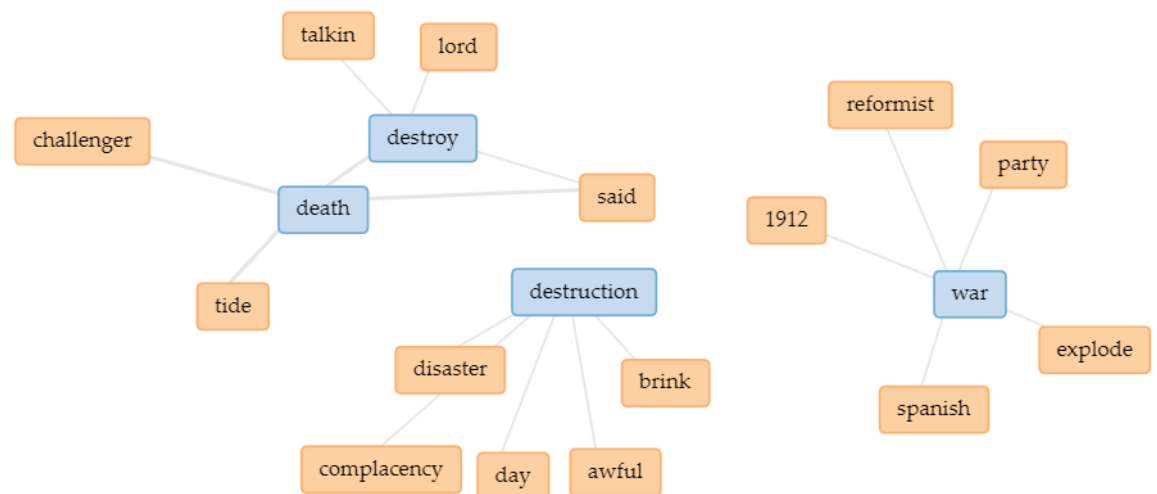 talkin
lord
reformist
challenger
destroy
party
death
said
1912
tide
destruction
war
disaster
brink
explode
spanish
complacency
day
awful